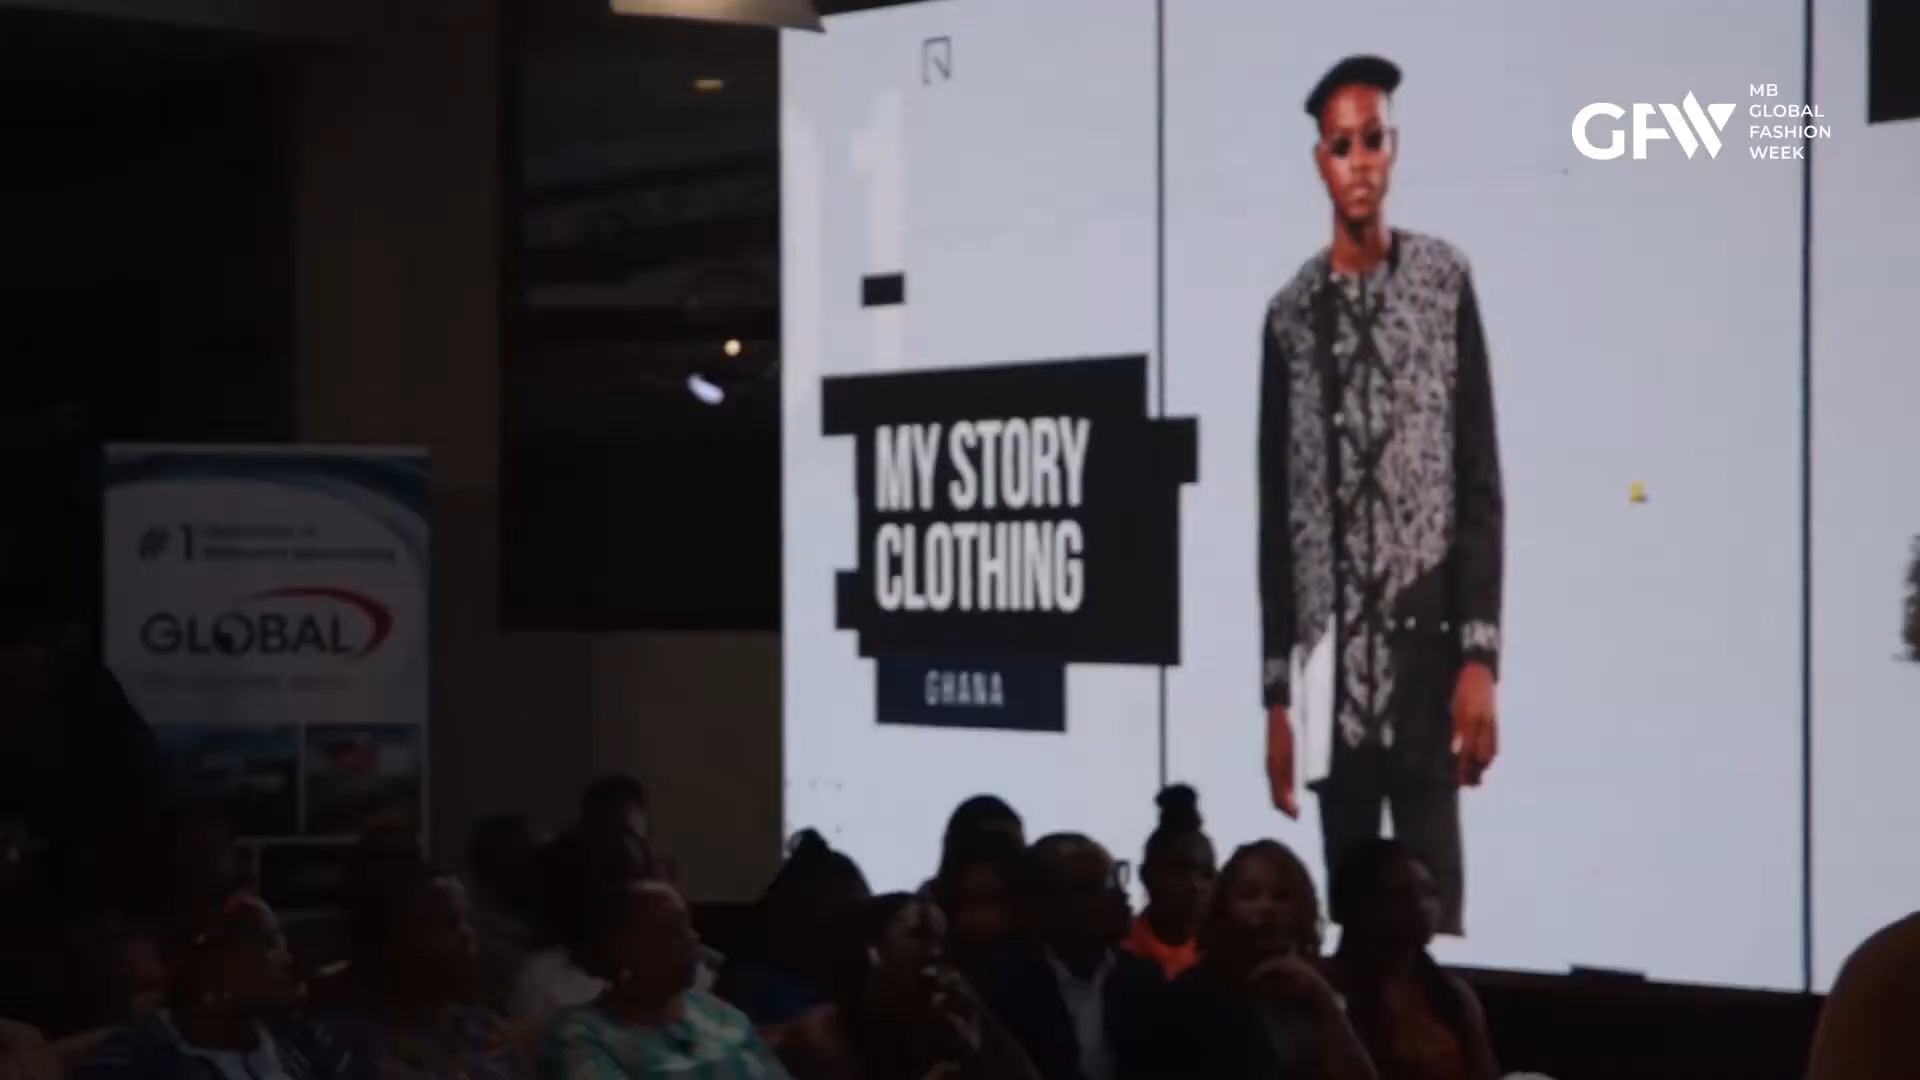 MB
GLOBAL
FASHION
WEEK
GFW
MY STORY
CLOTHING
GHANA
#1
GLOBAL